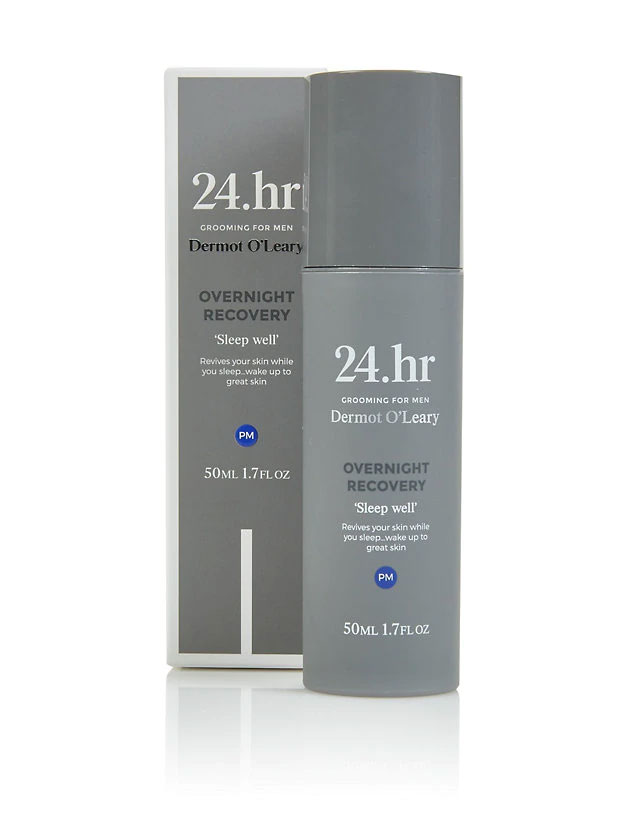 24.hr
GROOMING FOR MEN
Dermot O'Leary
OVERNIGHT
RECOVERY
'Sleep well'
Revives your skin while
you sleep...wake up to
great skin
PM
50ML 1.7FL OZ
24.hr
GROOMING FOR MEN
Dermot O'Leary
OVERNIGHT
RECOVERY
'Sleep well'
Revives your skin while
you sleep...wake up to
great skin
PM
50ML 1.7FL OZ